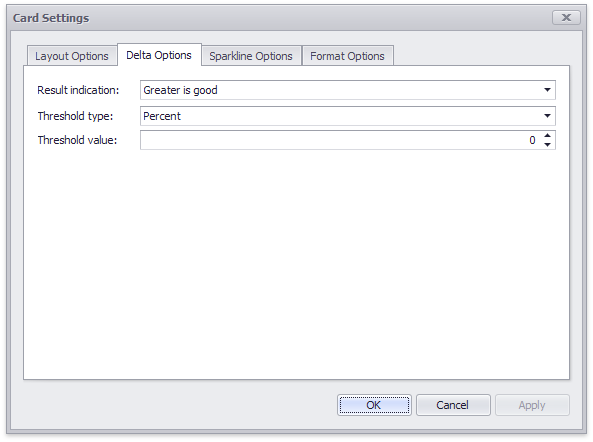 Card Settings
Layout Options Delta Options Sparkline Options Format Options
Result indication: Greater is good
Threshold type: Percent
Threshold value: 0
OK Cancel Apply